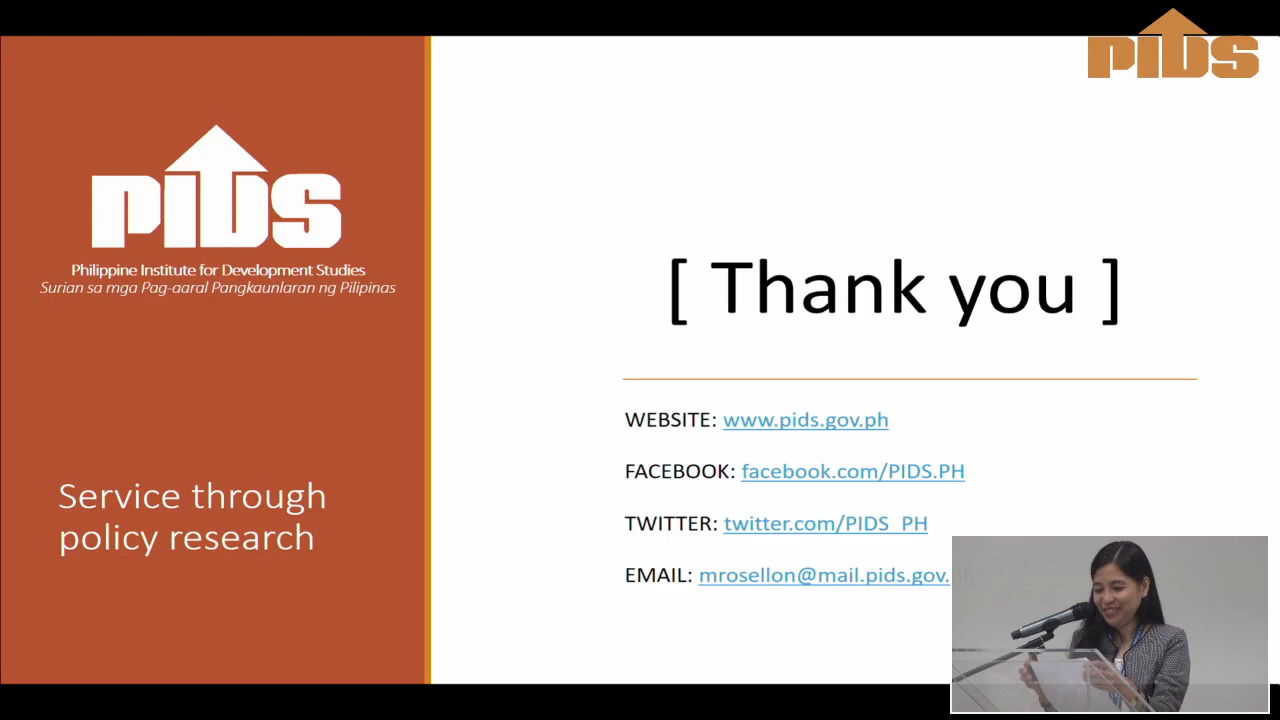 PIDS
PIDS
Philippine Institute for Development Studies
Surian sa mga Pag-aaral Pangkaunlaran ng Pilipinas
Service through
policy research
[ Thank you ]
WEBSITE: www.pids.gov.ph
FACEBOOK: facebook.com/PIDS.PH
TWITTER: twitter.com/PIDS_PH
EMAIL: mrosellon@mail.pids.gov.ph